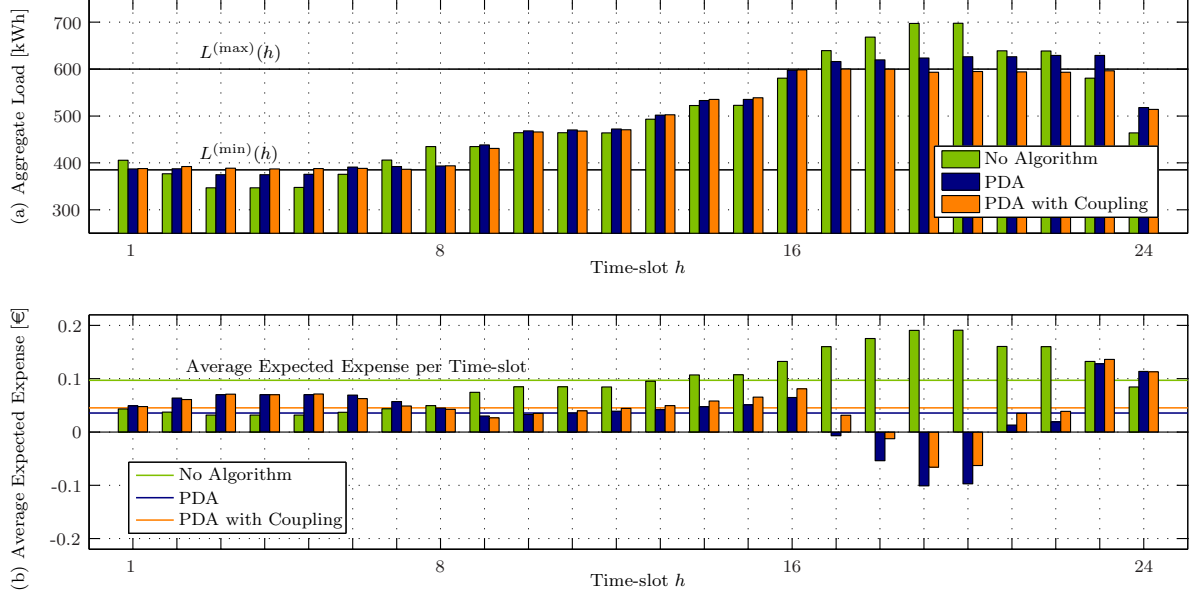 (a) Aggregate Load [kWh]
700
600
500
400
300
L^(max)(h)
L^(min)(h)
No Algorithm
PDA
PDA with Coupling
1
8
16
24
Time-slot h
(b) Average Expected Expense [€]
0.2
0.1
0
-0.1
-0.2
Average Expected Expense per Time-slot
No Algorithm
PDA
PDA with Coupling
1
8
16
24
Time-slot h